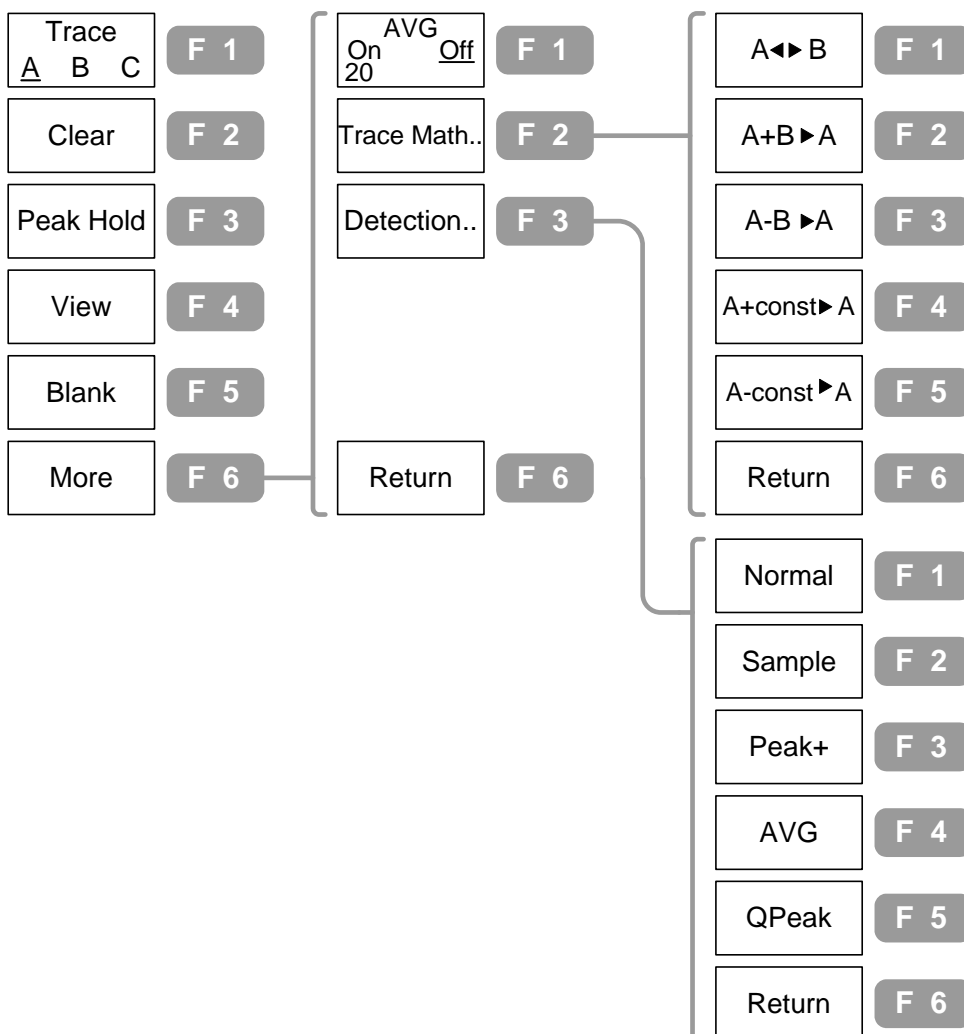 Trace
A B C
F 1
Clear
F 2
Peak Hold
F 3
View
F 4
Blank
F 5
More
F 6
AVG
On Off
20
F 1
Trace Math..
F 2
Detection..
F 3
Return
F 6
A◄► B
F 1
A+B►A
F 2
A-B ►A
F 3
A+const► A
F 4
A-const►A
F 5
Return
F 6
Normal
F 1
Sample
F 2
Peak+
F 3
AVG
F 4
QPeak
F 5
Return
F 6